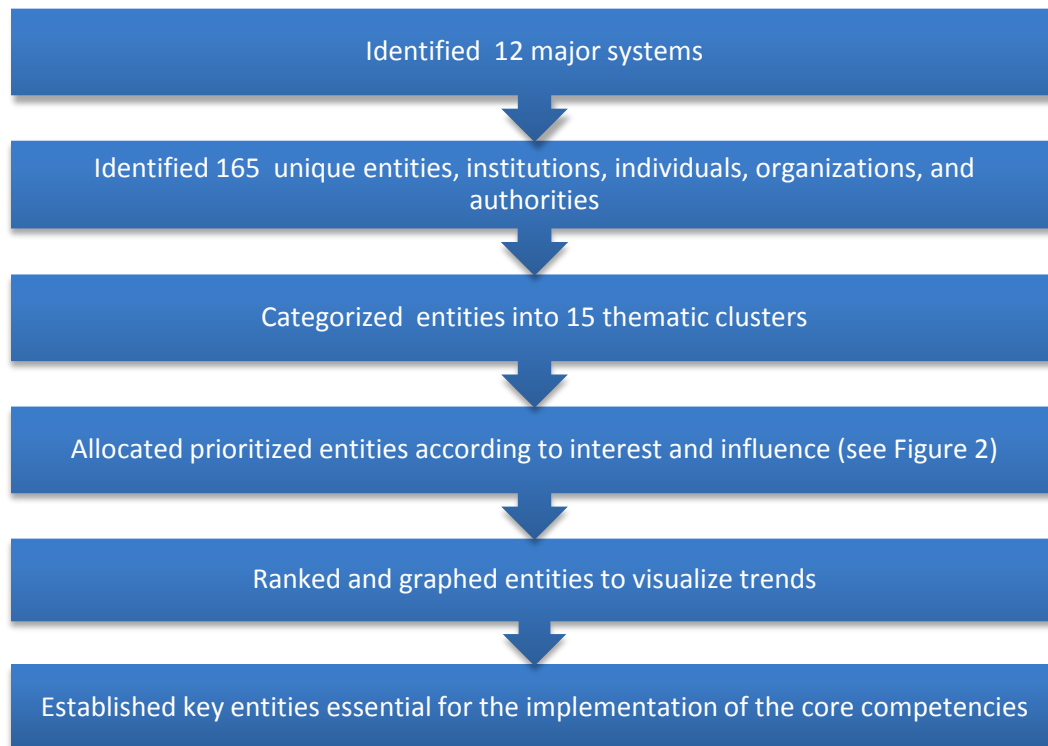 Identified 12 major systems
Identified 165 unique entities, institutions, individuals, organizations, and
authorities
Categorized entities into 15 thematic clusters
Allocated prioritized entities according to interest and influence (see Figure 2)
Ranked and graphed entities to visualize trends
Established key entities essential for the implementation of the core competencies